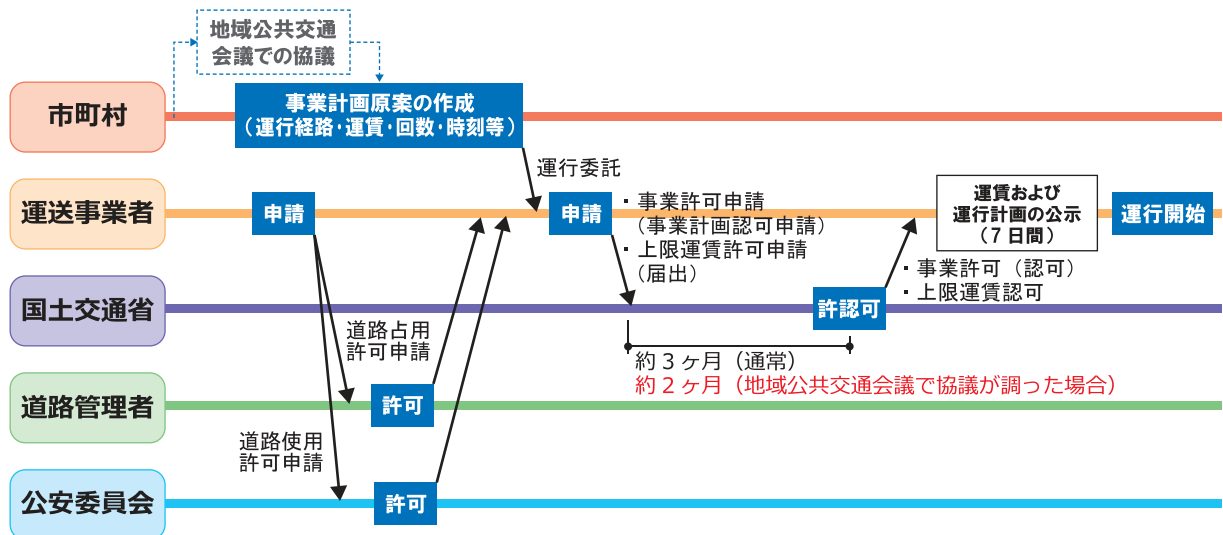 地域公共交通
会議での協議
市町村
事業計画原案の作成
(運行経路・運賃・回数・時刻等)
運行委託
運送事業者
申請
申請
・事業許可申請
(事業計画認可申請)
・上限運賃許可申請
(届出)
運賃および
運行計画の公示
(7日間)
運行開始
・事業許可(認可)
・上限運賃認可
国土交通省
許認可
道路占用
許可申請
約3ヶ月(通常)
約2ヶ月(地域公共交通会議で協議が調った場合)
道路管理者
許可
道路使用
許可申請
公安委員会
許可